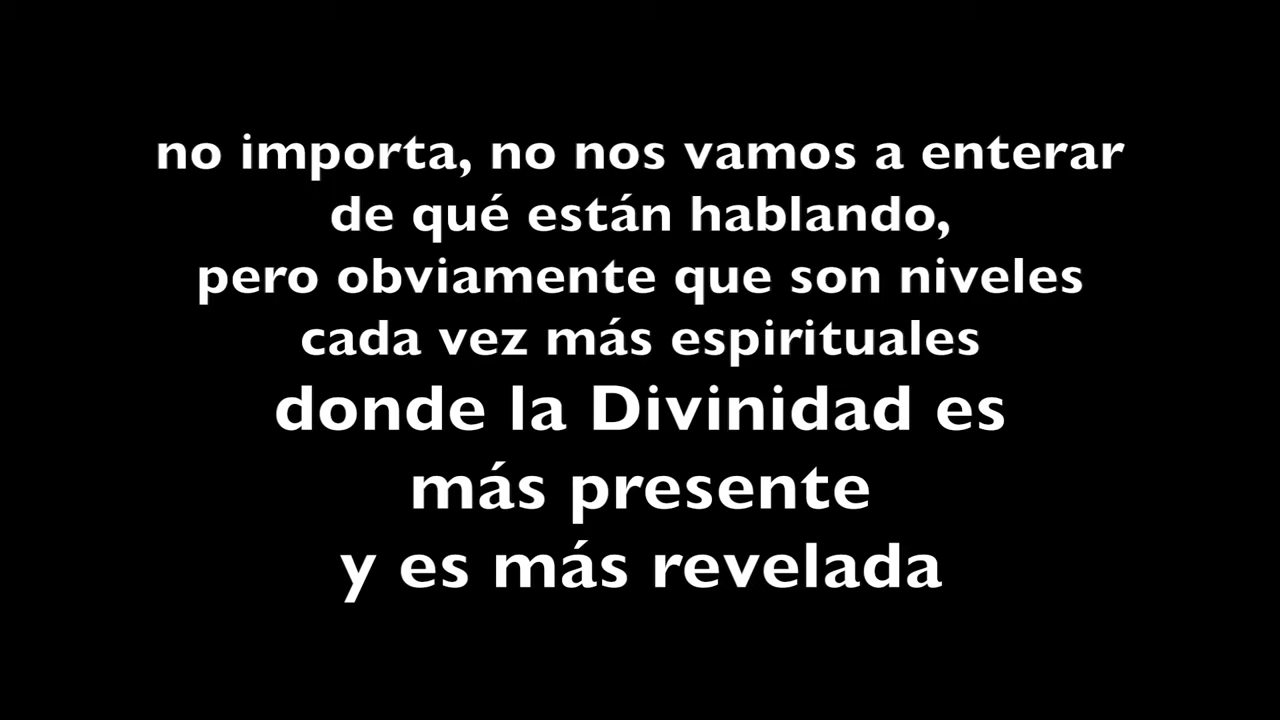 no importa, no nos vamos a enterar
de qué están hablando,
pero obviamente que son niveles
cada vez más espirituales
donde la Divinidad es
más presente
y es más revelada